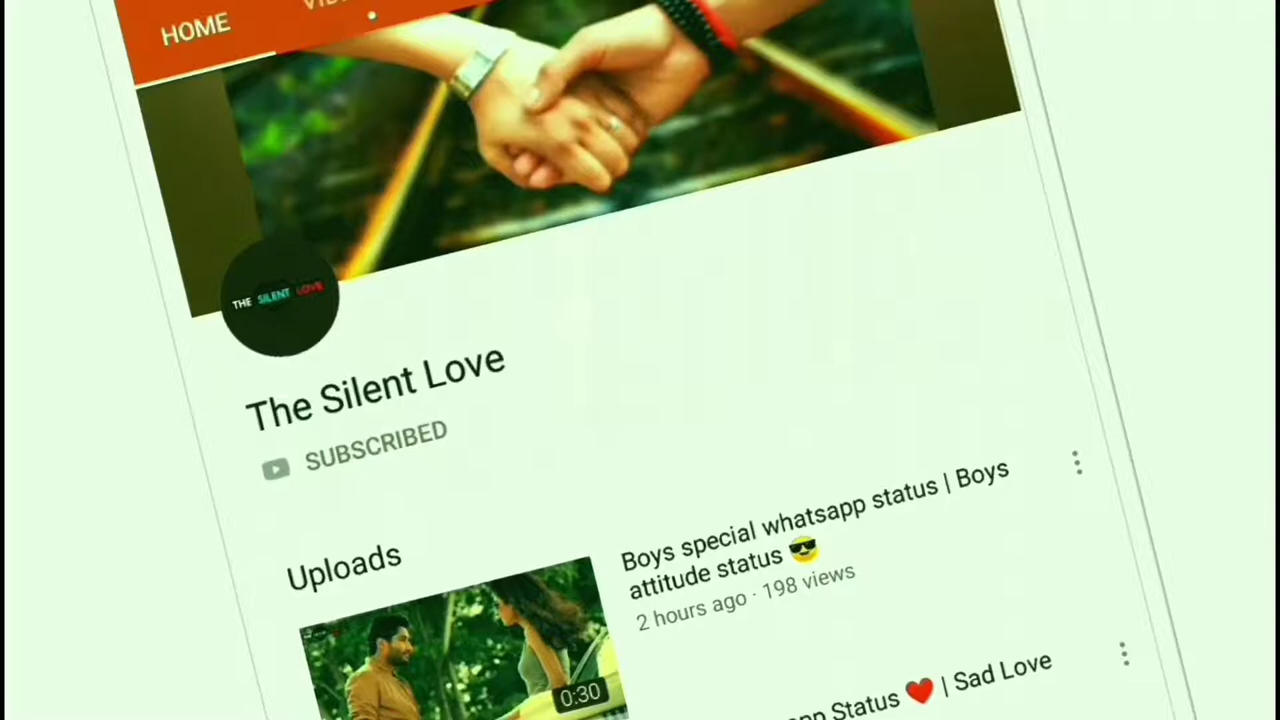 HOME
THE SILENT LOVE
The Silent Love
SUBSCRIBED
Uploads
Boys special whatsapp status | Boys
attitude status 😎
2 hours ago · 198 views
0:30
Status ❤️ | Sad Love